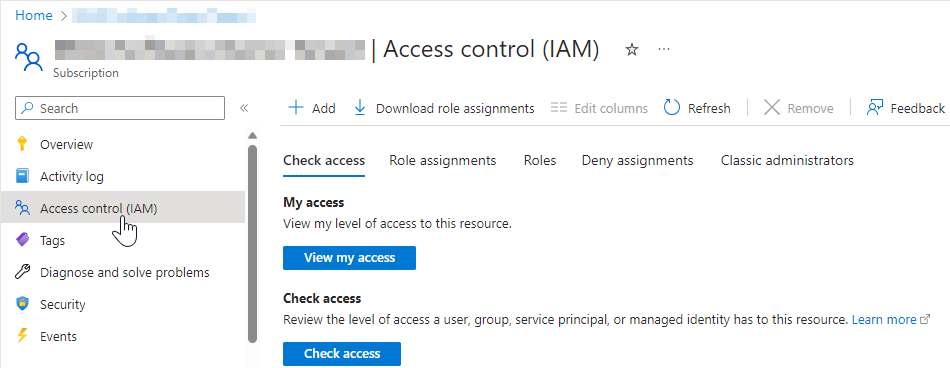 Home >
| Access control (IAM)
Subscription
Search
Add Download role assignments Edit columns Refresh Remove Feedback
Overview
Activity log
Access control (IAM)
Tags
Diagnose and solve problems
Security
Events
Check access Role assignments Roles Deny assignments Classic administrators
My access
View my level of access to this resource.
View my access
Check access
Review the level of access a user, group, service principal, or managed identity has to this resource. Learn more
Check access